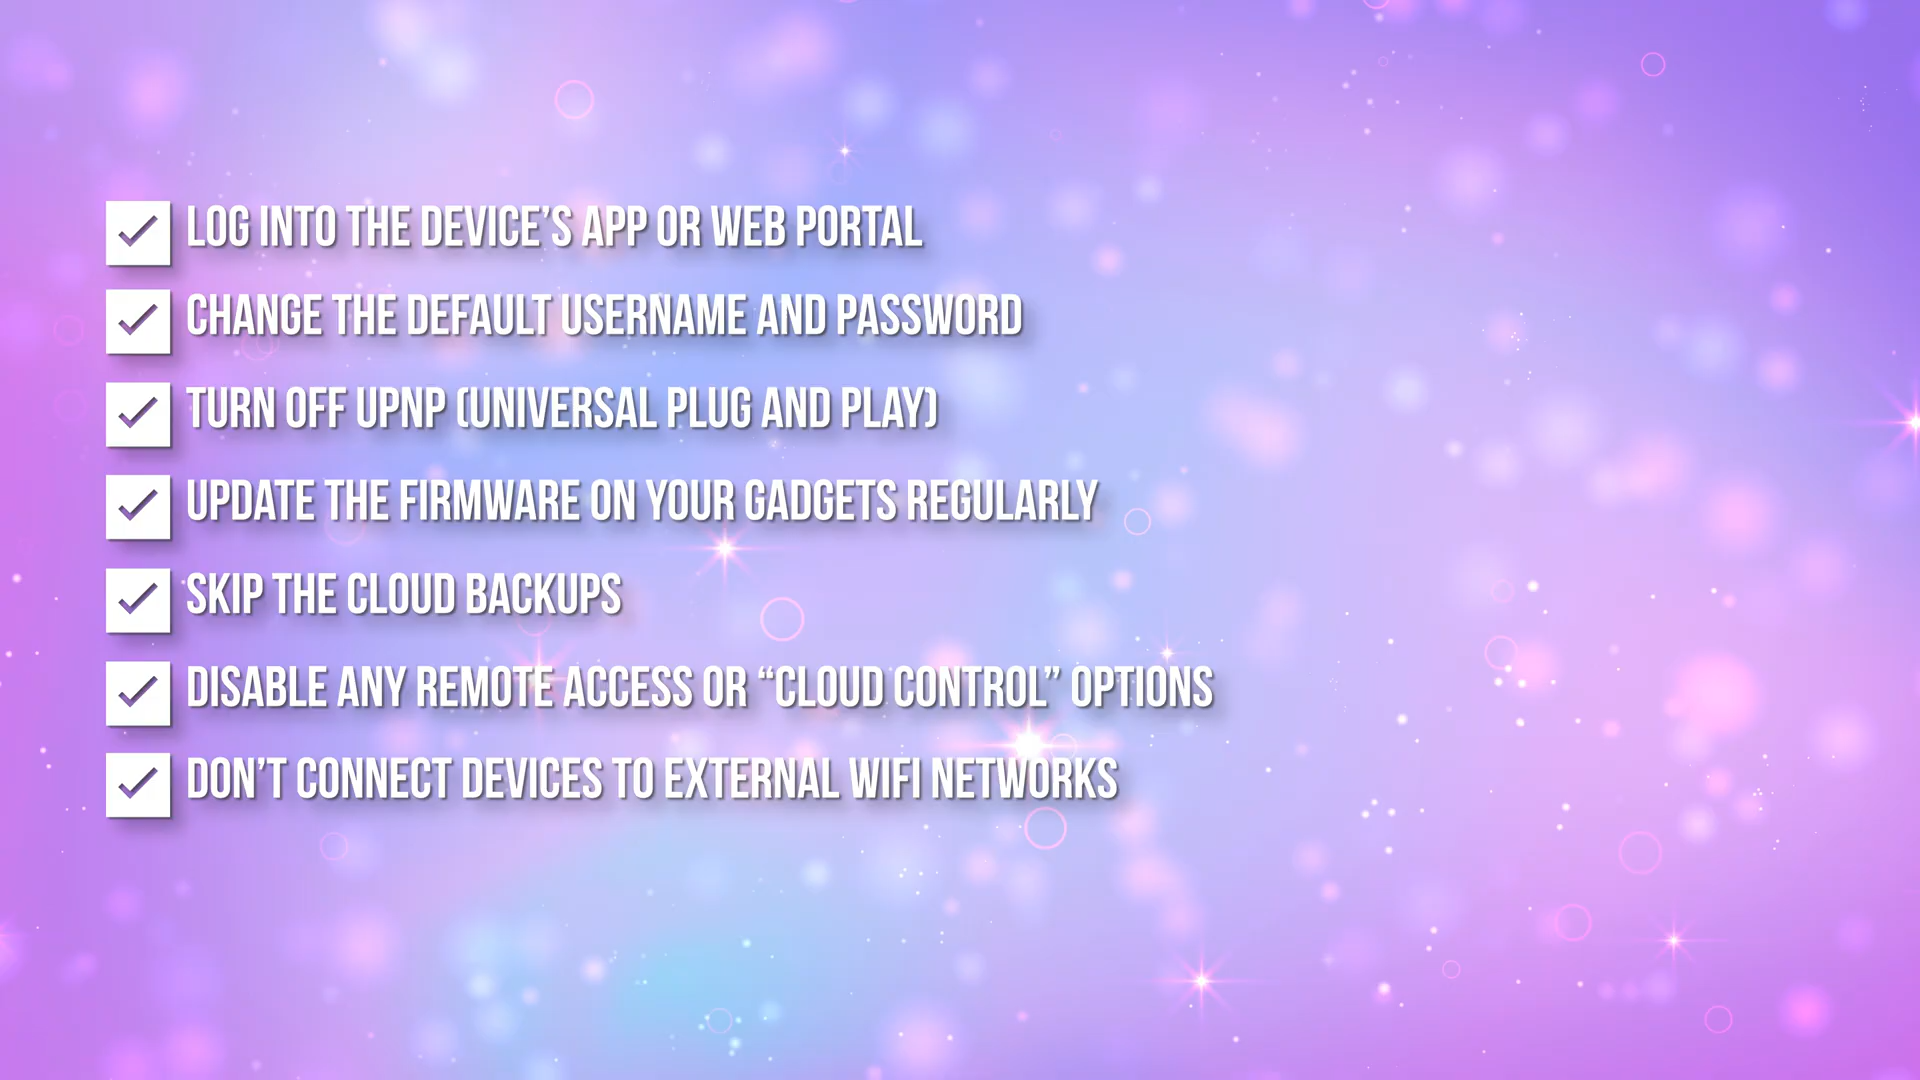 LOG INTO THE DEVICE’S APP OR WEB PORTAL
CHANGE THE DEFAULT USERNAME AND PASSWORD
TURN OFF UPNP (UNIVERSAL PLUG AND PLAY)
UPDATE THE FIRMWARE ON YOUR GADGETS REGULARLY
SKIP THE CLOUD BACKUPS
DISABLE ANY REMOTE ACCESS OR “CLOUD CONTROL” OPTIONS
DON’T CONNECT DEVICES TO EXTERNAL WIFI NETWORKS